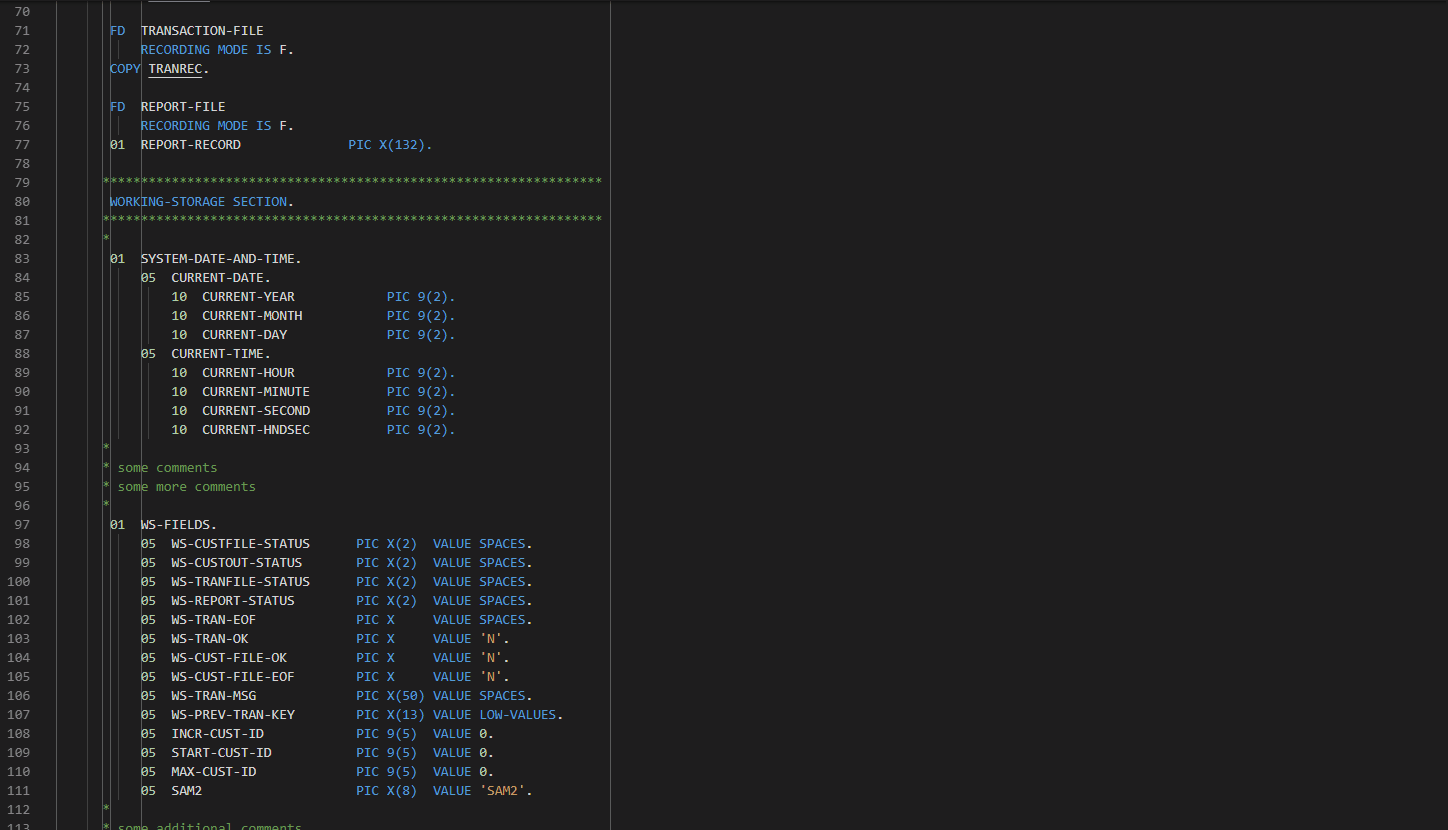 70
71 FD  TRANSACTION-FILE
72     RECORDING MODE IS F.
73 COPY TRANREC.
74
75 FD  REPORT-FILE
76     RECORDING MODE IS F.
77 01  REPORT-RECORD              PIC X(132).
78
79 *****************************************************************
80 WORKING-STORAGE SECTION.
81 *****************************************************************
82 *
83 01  SYSTEM-DATE-AND-TIME.
84     05  CURRENT-DATE.
85         10  CURRENT-YEAR            PIC 9(2).
86         10  CURRENT-MONTH           PIC 9(2).
87         10  CURRENT-DAY             PIC 9(2).
88     05  CURRENT-TIME.
89         10  CURRENT-HOUR            PIC 9(2).
90         10  CURRENT-MINUTE          PIC 9(2).
91         10  CURRENT-SECOND          PIC 9(2).
92         10  CURRENT-HNDSEC          PIC 9(2).
93 *
94 * some comments
95 * some more comments
96 *
97 01  WS-FIELDS.
98     05  WS-CUSTFILE-STATUS      PIC X(2)  VALUE SPACES.
99     05  WS-CUSTOUT-STATUS       PIC X(2)  VALUE SPACES.
100     05  WS-TRANFILE-STATUS      PIC X(2)  VALUE SPACES.
101     05  WS-REPORT-STATUS        PIC X(2)  VALUE SPACES.
102     05  WS-TRAN-EOF             PIC X     VALUE SPACES.
103     05  WS-TRAN-OK              PIC X     VALUE 'N'.
104     05  WS-CUST-FILE-OK         PIC X     VALUE 'N'.
105     05  WS-CUST-FILE-EOF        PIC X     VALUE 'N'.
106     05  WS-TRAN-MSG             PIC X(50) VALUE SPACES.
107     05  WS-PREV-TRAN-KEY        PIC X(13) VALUE LOW-VALUES.
108     05  INCR-CUST-ID            PIC 9(5)  VALUE 0.
109     05  START-CUST-ID           PIC 9(5)  VALUE 0.
110     05  MAX-CUST-ID             PIC 9(5)  VALUE 0.
111     05  SAM2                    PIC X(8)  VALUE 'SAM2'.
112 *
113 * some additional comments